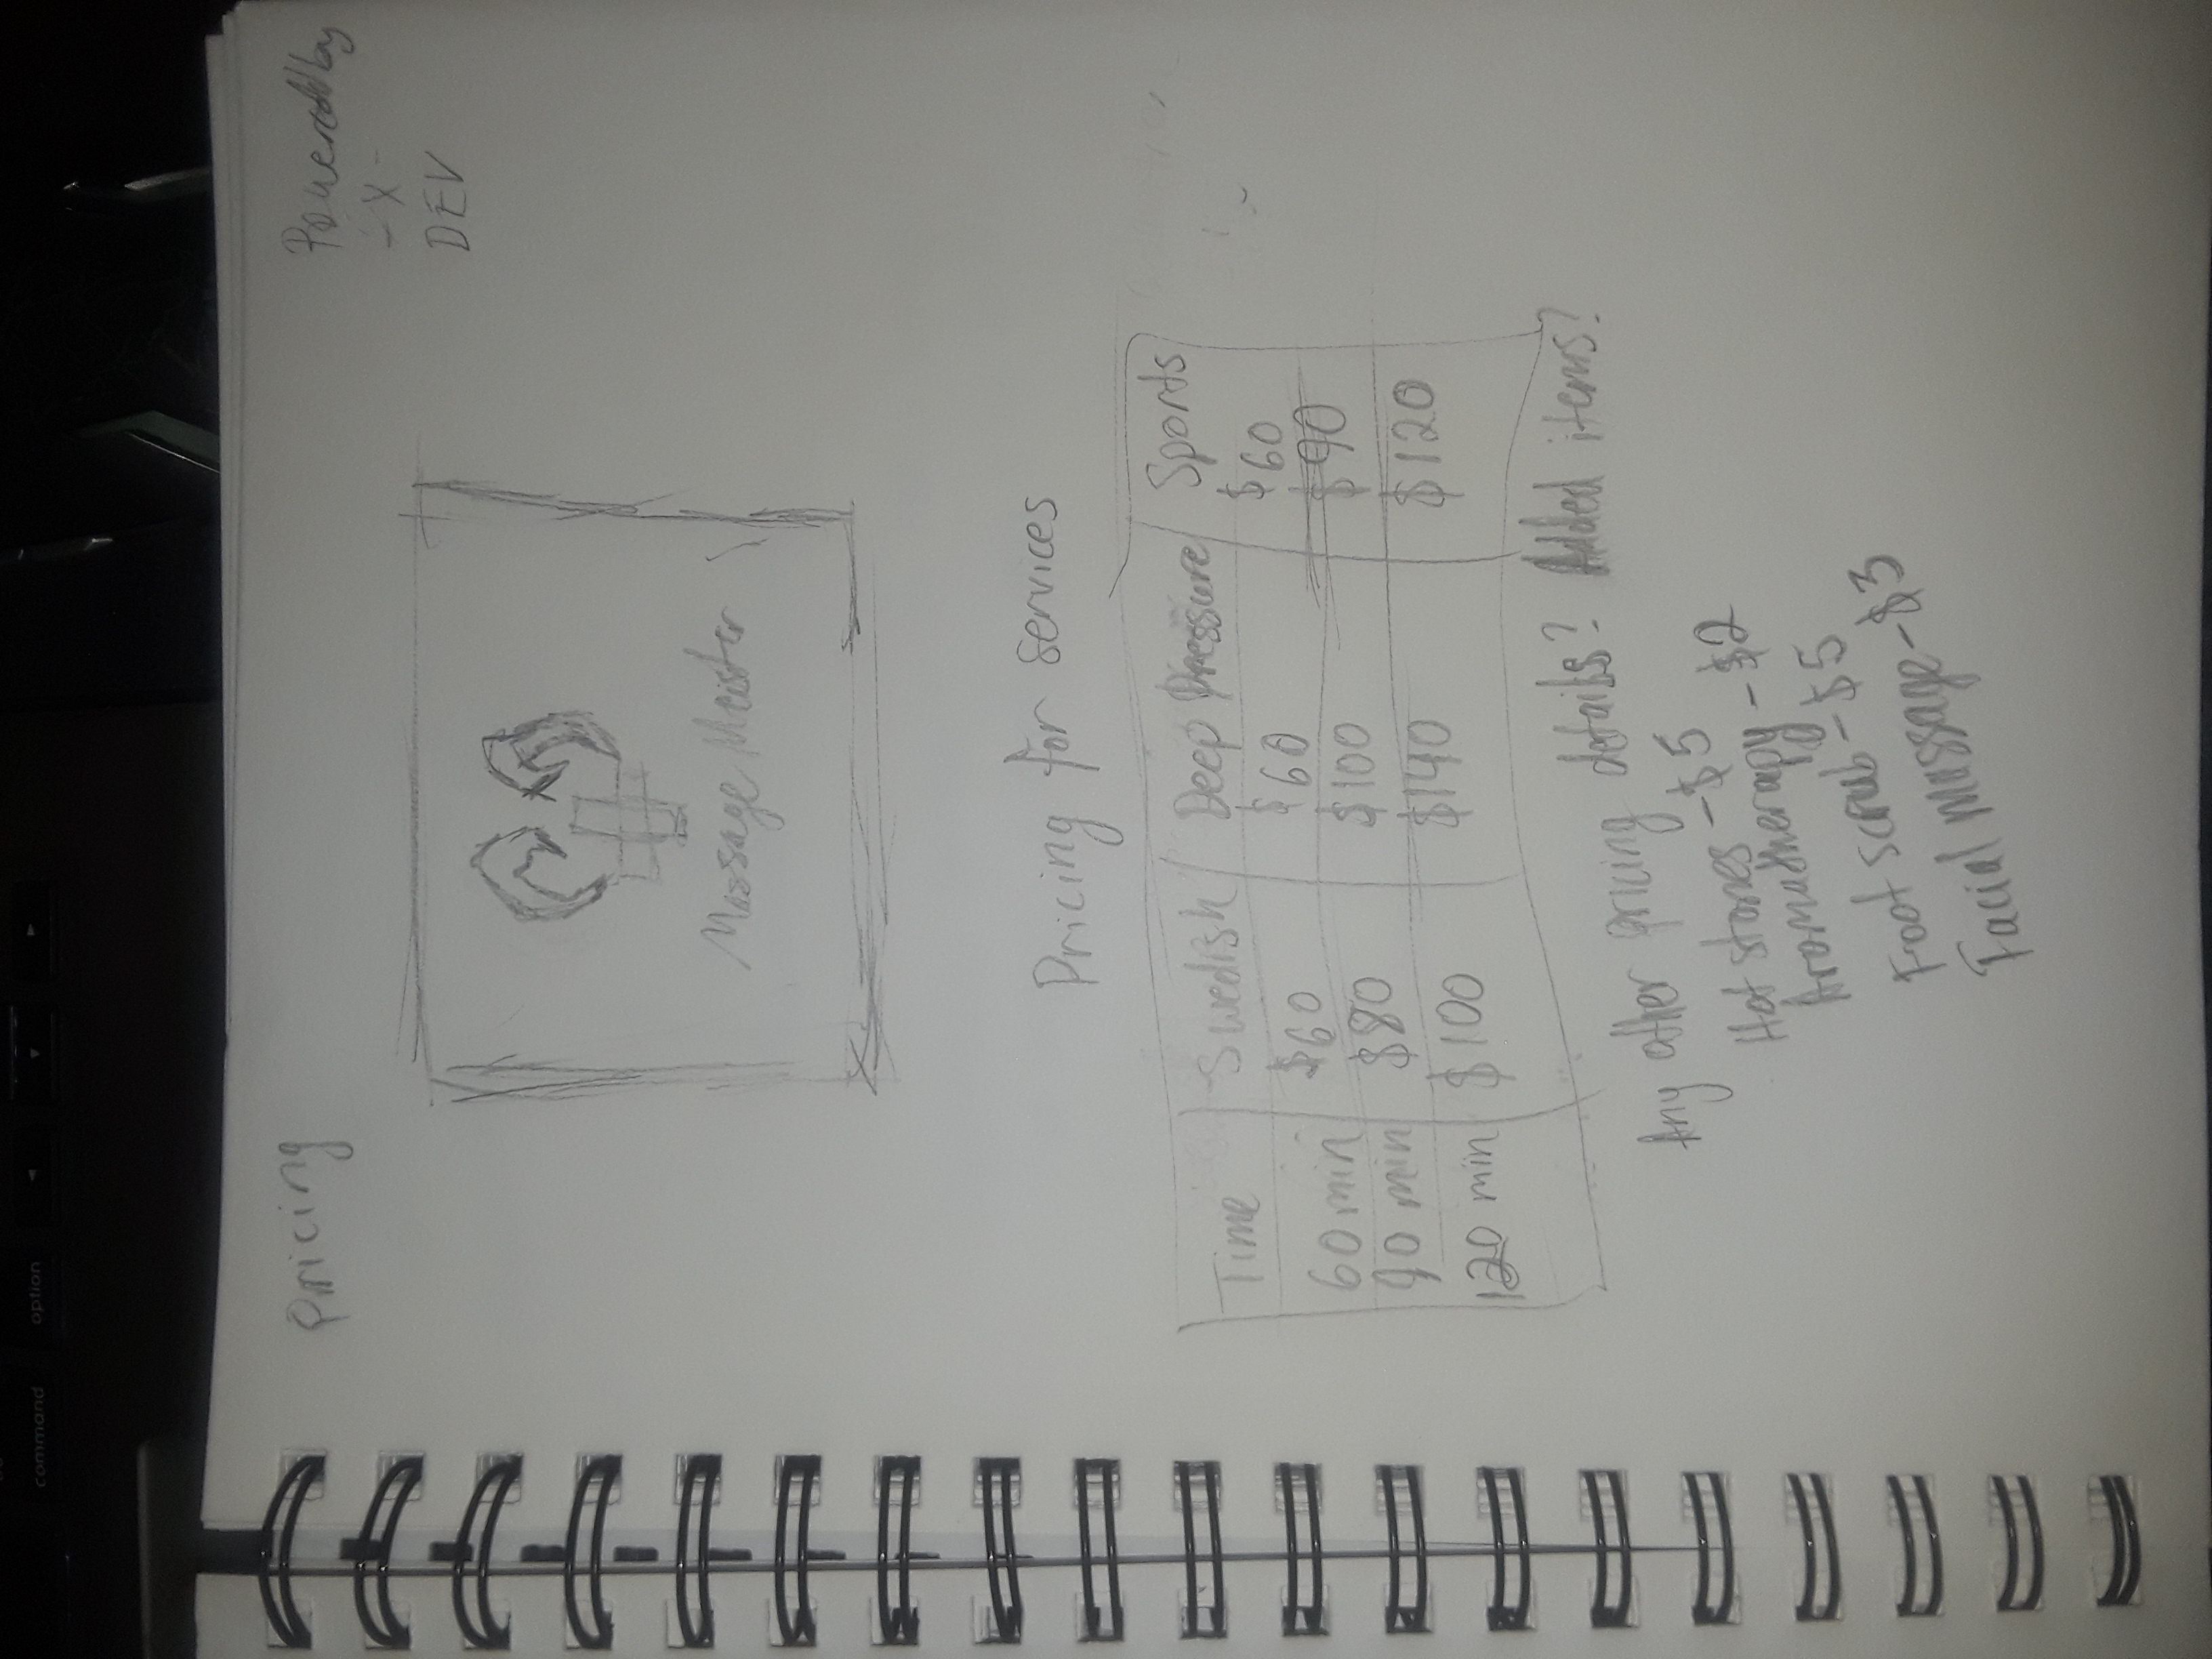 command option
Pricing
Powered by
- X -
DEV
Massage Meister
Pricing for services
Time Swedish Deep Pressure Sports
60 min $60 $60 $60
90 min $80 $100 $90
120 min $100 $140 $120
Any other pricing details? Added items?
Hot stones - $5
Aromatherapy - $2
Foot scrub - $5
Facial Massage - $3